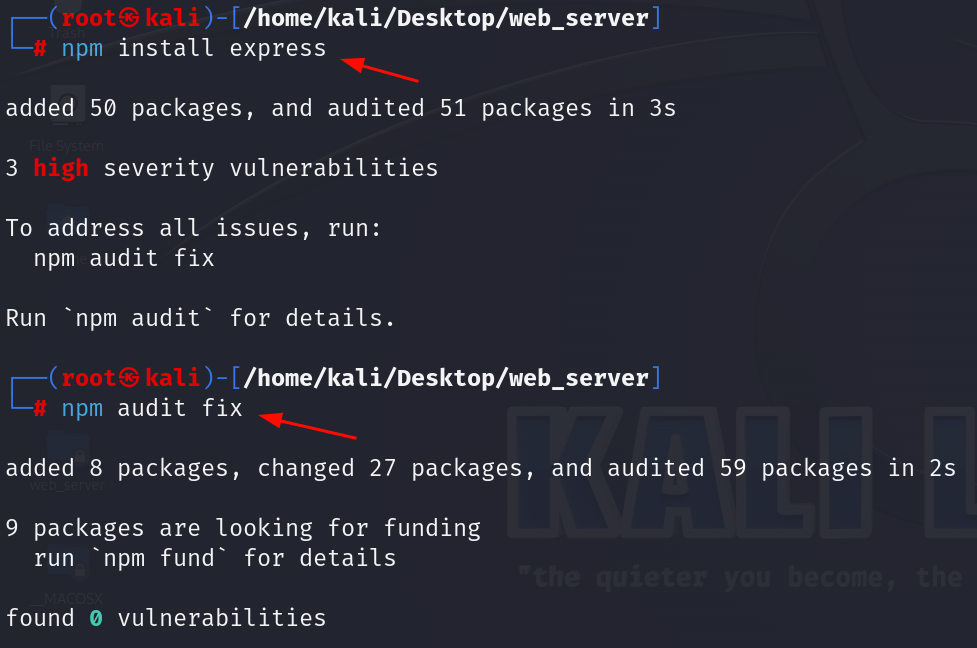 ┌──(root㉿kali)-[/home/kali/Desktop/web_server]
└─# npm install express
added 50 packages, and audited 51 packages in 3s
File System
3 high severity vulnerabilities
To address all issues, run:
  npm audit fix
Run `npm audit` for details.
┌──(root㉿kali)-[/home/kali/Desktop/web_server]
└─# npm audit fix
added 8 packages, changed 27 packages, and audited 59 packages in 2s
web_server
9 packages are looking for funding
  run `npm fund` for details
KALI L
"the quieter you become, the
__MACOSX
found 0 vulnerabilities